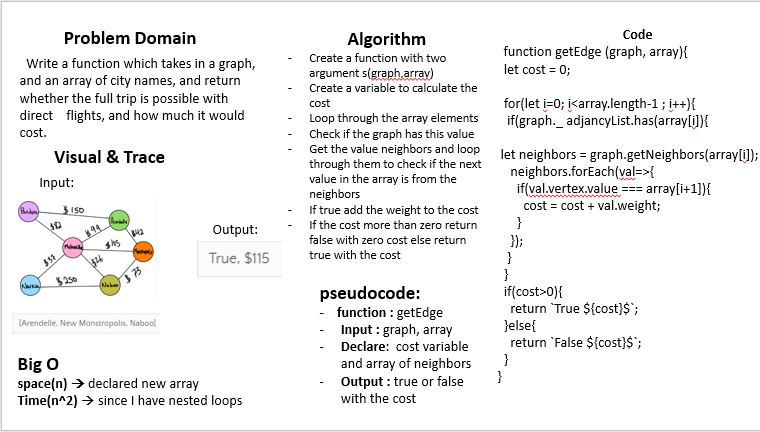 Problem Domain
Write a function which takes in a graph,
and an array of city names, and return
whether the full trip is possible with
direct flights, and how much it would
cost.
Visual & Trace
Input:
Pandora
$150
Arendelle
$82
$99
$42
Metroville
$105
Monstropolis
$37
$26
$73
Narnia
$250
Naboo
[Arendelle, New Monstropolis, Naboo]
Output:
True, $115
Big O
space(n) → declared new array
Time(n^2) → since I have nested loops
Algorithm
- Create a function with two
argument s(graph,array)
- Create a variable to calculate the
cost
- Loop through the array elements
- Check if the graph has this value
- Get the value neighbors and loop
through them to check if the next
value in the array is from the
neighbors
- If true add the weight to the cost
- If the cost more than zero return
false with zero cost else return
true with the cost
pseudocode:
- function : getEdge
- Input : graph, array
- Declare: cost variable
and array of neighbors
- Output : true or false
with the cost
Code
function getEdge (graph, array){
let cost = 0;
for(let i=0; i<array.length-1 ; i++){
if(graph._ adjancyList.has(array[i]){
let neighbors = graph.getNeighbors(array[i]);
neighbors.forEach(val=>{
if(val.vertex.value === array[i+1]){
cost = cost + val.weight;
}
});
}
}
if(cost>0){
return `True ${cost}$`;
}else{
return `False ${cost}$`;
}
}